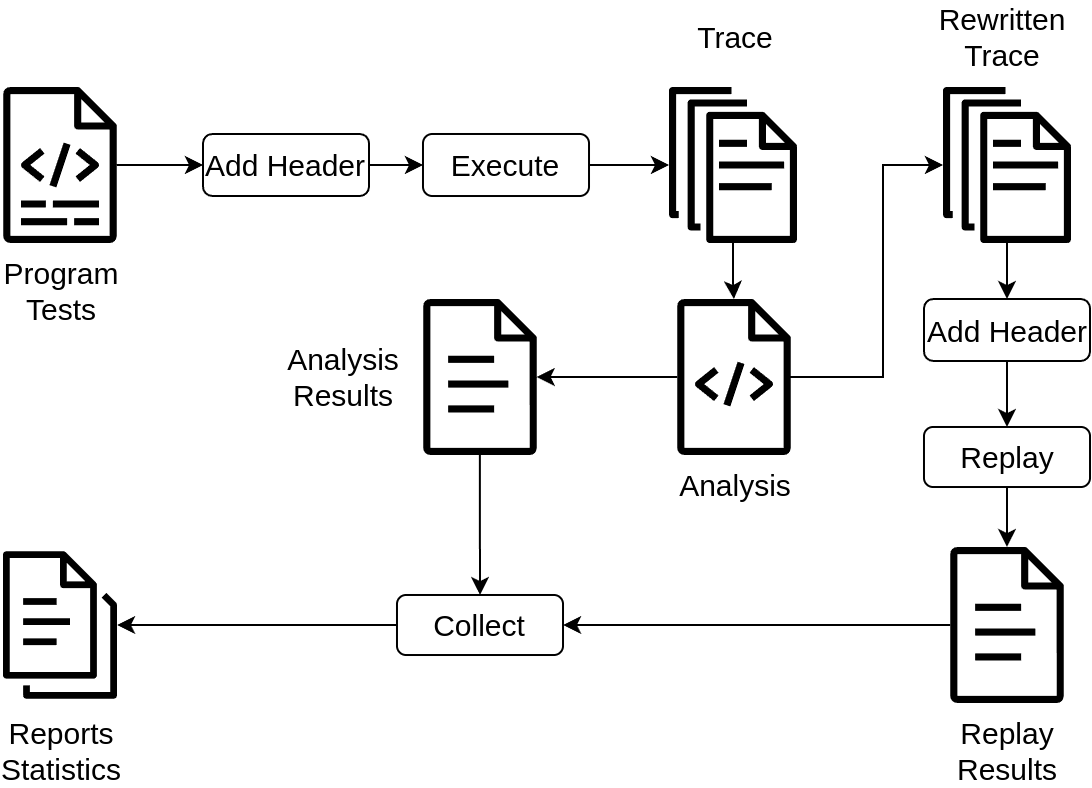 Trace
Rewritten
Trace
Add Header
Execute
Program
Tests
Analysis
Results
Add Header
Analysis
Replay
Collect
Reports
Statistics
Replay
Results